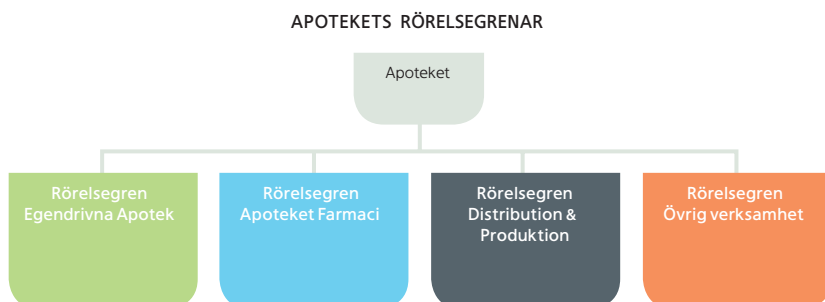 APOTEKETS RÖRELSEGRENAR
Apoteket
Rörelsegren
Egendrivna Apotek
Rörelsegren
Apoteket Farmaci
Rörelsegren
Distribution &
Produktion
Rörelsegren
Övrig verksamhet